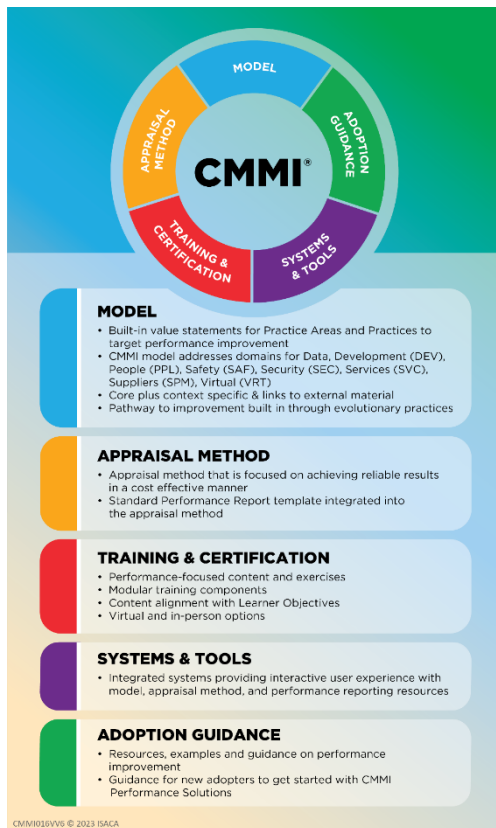 MODEL
ADOPTION
GUIDANCE
APPRAISAL
METHOD
CMMI®
TRAINING &
CERTIFICATION
SYSTEMS
& TOOLS
MODEL
• Built-in value statements for Practice Areas and Practices to
target performance improvement
• CMMI model addresses domains for Data, Development (DEV),
People (PPL), Safety (SAF), Security (SEC), Services (SVC),
Suppliers (SPM), Virtual (VRT)
• Core plus context specific & links to external material
• Pathway to improvement built in through evolutionary practices
APPRAISAL METHOD
• Appraisal method that is focused on achieving reliable results
in a cost effective manner
• Standard Performance Report template integrated into
the appraisal method
TRAINING & CERTIFICATION
• Performance-focused content and exercises
• Modular training components
• Content alignment with Learner Objectives
• Virtual and in-person options
SYSTEMS & TOOLS
• Integrated systems providing interactive user experience with
model, appraisal method, and performance reporting resources
ADOPTION GUIDANCE
• Resources, examples and guidance on performance
improvement
• Guidance for new adopters to get started with CMMI
Performance Solutions
CMMI016VV6 © 2023 ISACA